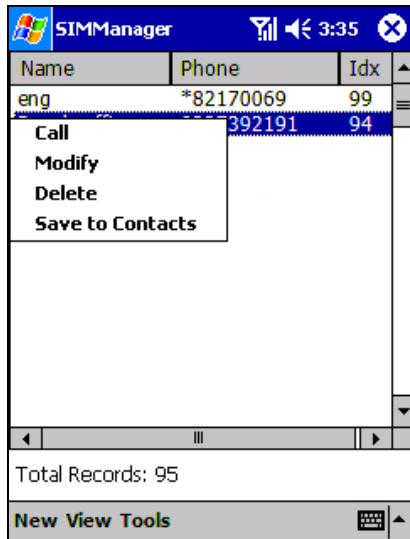 SIMManager 3:35
Name Phone Idx
eng *82170069 99
392191 94
Call
Modify
Delete
Save to Contacts
Total Records: 95
New View Tools